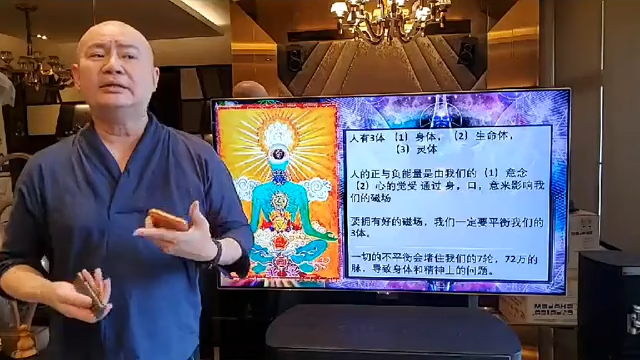 人有3体 （1）身体，（2）生命体，
（3）灵体
人的正与负能量是由我们的（1）意念
（2）心的觉受 通过 身，口，意来影响我
们的磁场
要拥有好的磁场，我们一定要平衡我们的
3体。
一切的不平衡会堵住我们的7轮，72万的
脉，导致身体和精神上的问题。